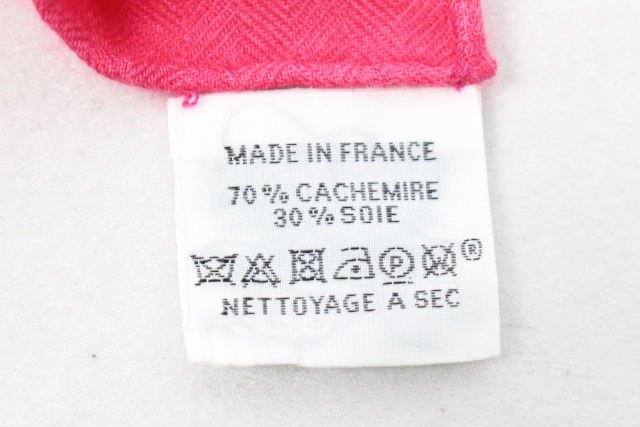 MADE IN FRANCE
70% CACHEMIRE
30% SOIE
P W ®
NETTOYAGE A SEC